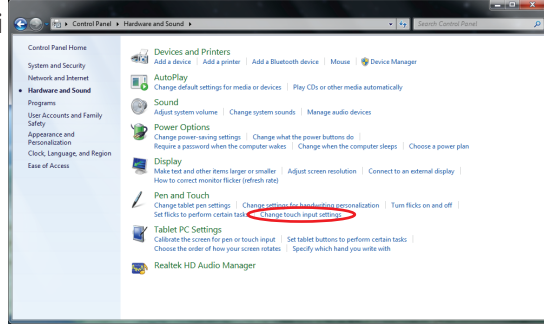 i
Control Panel ▸ Hardware and Sound ▸
Search Control Panel
Control Panel Home
System and Security
Network and Internet
Hardware and Sound
Programs
User Accounts and Family
Safety
Appearance and
Personalization
Clock, Language, and Region
Ease of Access
Devices and Printers
Add a device | Add a printer | Add a Bluetooth device | Mouse | Device Manager
AutoPlay
Change default settings for media or devices | Play CDs or other media automatically
Sound
Adjust system volume | Change system sounds | Manage audio devices
Power Options
Change power-saving settings | Change what the power buttons do |
Require a password when the computer wakes | Change when the computer sleeps | Choose a power plan
Display
Make text and other items larger or smaller | Adjust screen resolution | Connect to an external display |
How to correct monitor flicker (refresh rate)
Pen and Touch
Change tablet pen settings | Change settings for handwriting personalization | Turn flicks on and off |
Set flicks to perform certain tasks | Change touch input settings
Tablet PC Settings
Calibrate the screen for pen or touch input | Set tablet buttons to perform certain tasks |
Choose the order of how your screen rotates | Specify which hand you write with
Realtek HD Audio Manager